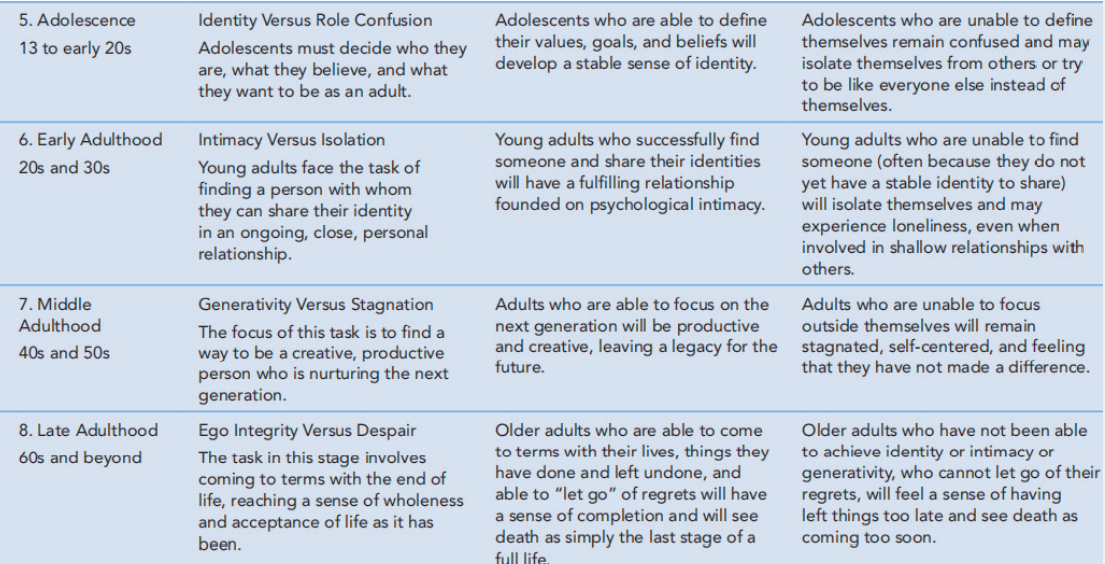 5. Adolescence
13 to early 20s
Identity Versus Role Confusion
Adolescents must decide who they
are, what they believe, and what
they want to be as an adult.
Adolescents who are able to define
their values, goals, and beliefs will
develop a stable sense of identity.
Adolescents who are unable to define
themselves remain confused and may
isolate themselves from others or try
to be like everyone else instead of
themselves.
6. Early Adulthood
20s and 30s
Intimacy Versus Isolation
Young adults face the task of
finding a person with whom
they can share their identity
in an ongoing, close, personal
relationship.
Young adults who successfully find
someone and share their identities
will have a fulfilling relationship
founded on psychological intimacy.
Young adults who are unable to find
someone (often because they do not
yet have a stable identity to share)
will isolate themselves and may
experience loneliness, even when
involved in shallow relationships with
others.
7. Middle
Adulthood
40s and 50s
Generativity Versus Stagnation
The focus of this task is to find a
way to be a creative, productive
person who is nurturing the next
generation.
Adults who are able to focus on the
next generation will be productive
and creative, leaving a legacy for the
future.
Adults who are unable to focus
outside themselves will remain
stagnated, self-centered, and feeling
that they have not made a difference.
8. Late Adulthood
60s and beyond
Ego Integrity Versus Despair
The task in this stage involves
coming to terms with the end of
life, reaching a sense of wholeness
and acceptance of life as it has
been.
Older adults who are able to come
to terms with their lives, things they
have done and left undone, and
able to “let go” of regrets will have
a sense of completion and will see
death as simply the last stage of a
full life.
Older adults who have not been able
to achieve identity or intimacy or
generativity, who cannot let go of their
regrets, will feel a sense of having
left things too late and see death as
coming too soon.